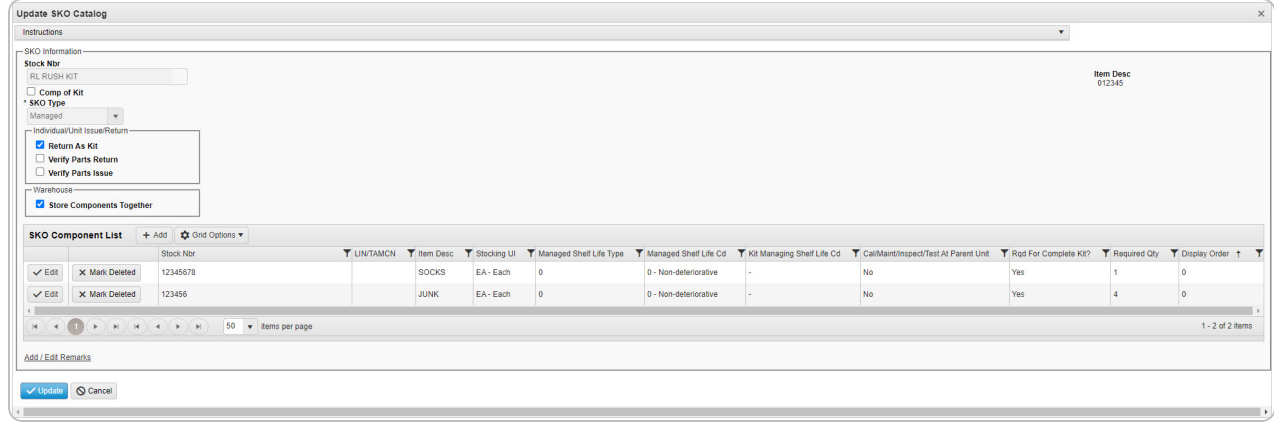 Update SKO Catalog
Instructions
SKO Information
Stock Nbr
RL RUSH KIT
Item Desc
012345
Comp of Kit
* SKO Type
Managed
Individual/Unit Issue/Return
Return As Kit
Verify Parts Return
Verify Parts Issue
Warehouse
Store Components Together
SKO Component List + Add Grid Options
Stock Nbr LIN/TAMCN Item Desc Stocking UI Managed Shelf Life Type Managed Shelf Life Cd Kit Managing Shelf Life Cd Cal/Maint/Inspect/Test At Parent Unit Rqd For Complete Kit? Required Qty Display Order
Edit Mark Deleted 12345678 SOCKS EA - Each 0 0 - Non-deteriorative - No Yes 1 0
Edit Mark Deleted 123456 JUNK EA - Each 0 0 - Non-deteriorative - No Yes 4 0
1 50 items per page 1 - 2 of 2 items
Add / Edit Remarks
Update Cancel